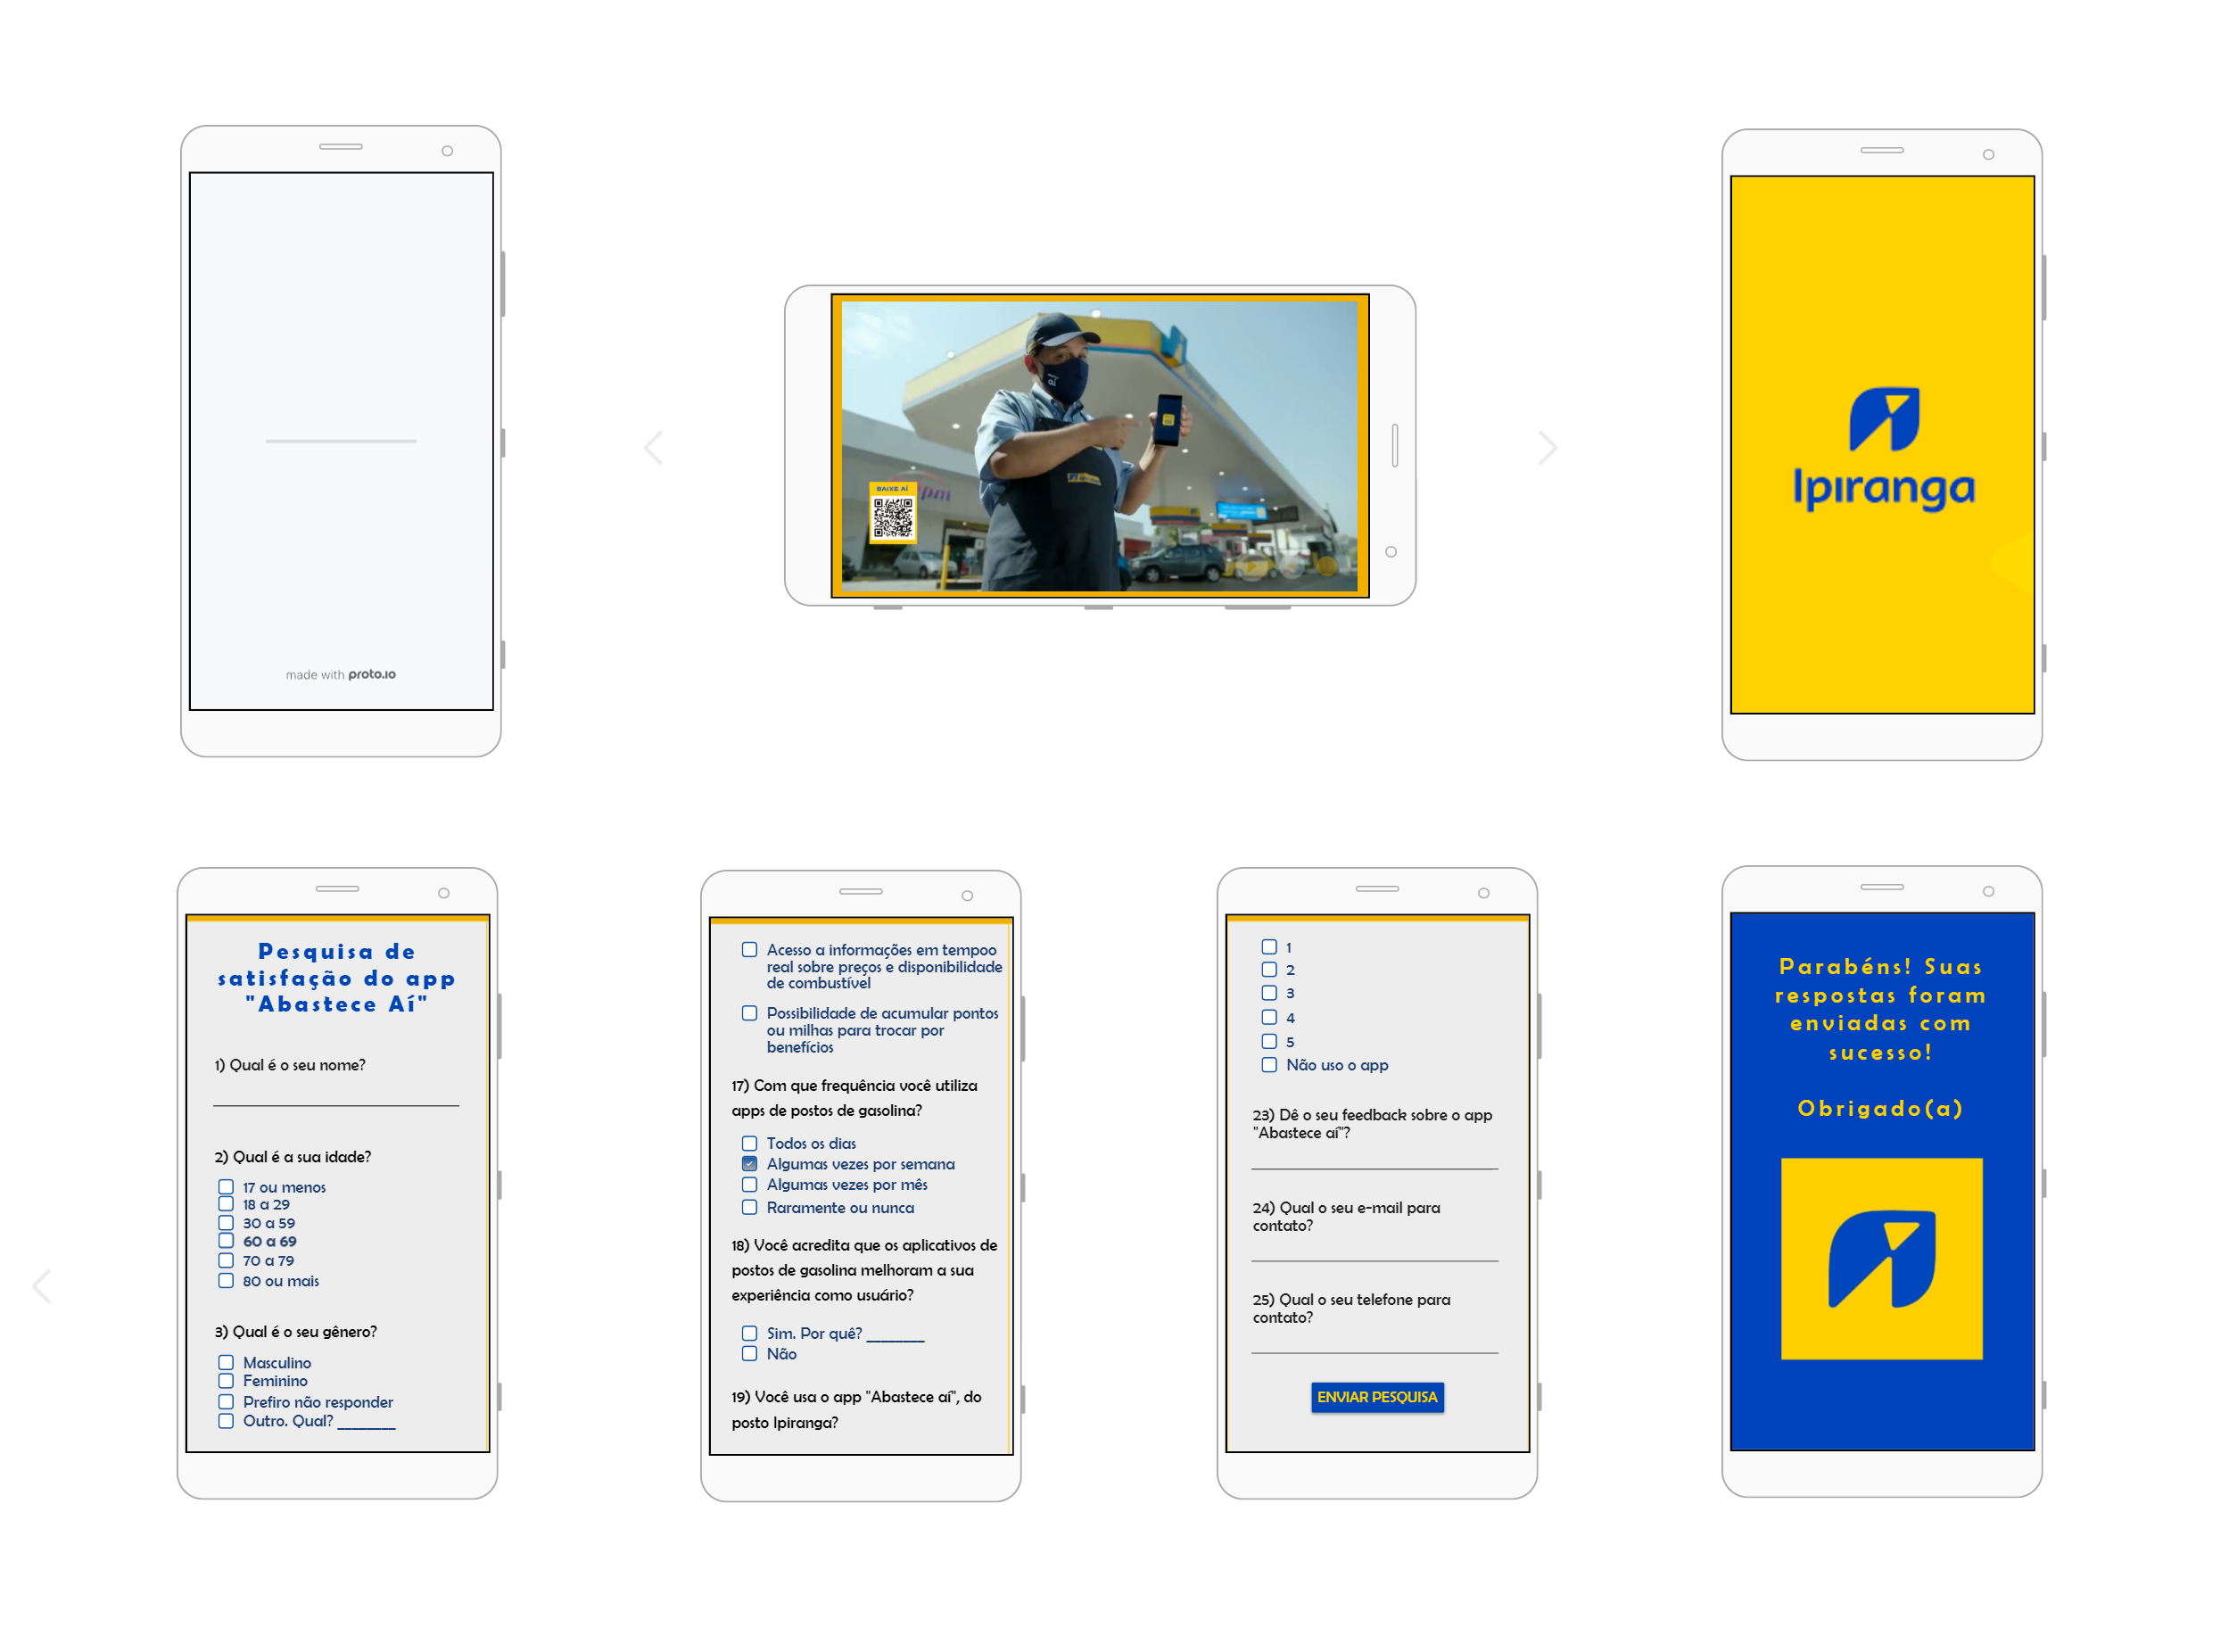 made with proto.io
BAIXE AÍ
Ipiranga
Pesquisa de
satisfação do app
"Abastece Aí"
1) Qual é o seu nome?
2) Qual é a sua idade?
17 ou menos
18 a 29
30 a 59
60 a 69
70 a 79
80 ou mais
3) Qual é o seu gênero?
Masculino
Feminino
Prefiro não responder
Outro. Qual? _______
Acesso a informações em tempoo
real sobre preços e disponibilidade
de combustível
Possibilidade de acumular pontos
ou milhas para trocar por
benefícios
17) Com que frequência você utiliza
apps de postos de gasolina?
Todos os dias
Algumas vezes por semana
Algumas vezes por mês
Raramente ou nunca
18) Você acredita que os aplicativos de
postos de gasolina melhoram a sua
experiência como usuário?
Sim. Por quê? _______
Não
19) Você usa o app "Abastece aí", do
posto Ipiranga?
1
2
3
4
5
Não uso o app
23) Dê o seu feedback sobre o app
"Abastece aí"?
24) Qual o seu e-mail para
contato?
25) Qual o seu telefone para
contato?
ENVIAR PESQUISA
Parabéns! Suas
respostas foram
enviadas com
sucesso!
Obrigado(a)